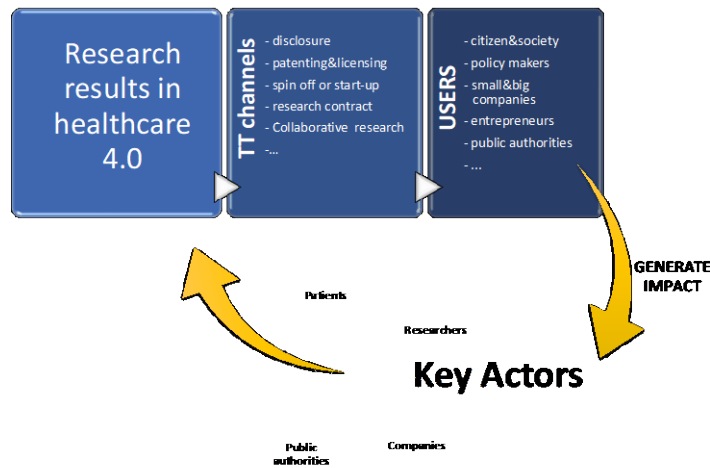 Research
results in
healthcare
4.0
TT channels
- disclosure
- patenting&licensing
- spin off or start-up
- research contract
- Collaborative research
-...
USERS
- citizen&society
- policy makers
- small&big
companies
- entrepreneurs
- public authorities
- ...
GENERATE
IMPACT
Patients
Researchers
Key Actors
Public
authorities
Companies